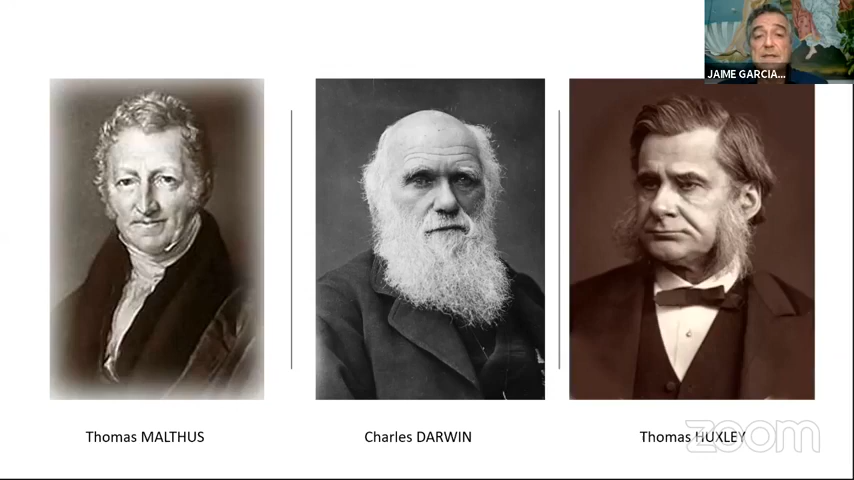 JAIME GARCIA...
Thomas MALTHUS
Charles DARWIN
Thomas HUXLEY
zoom